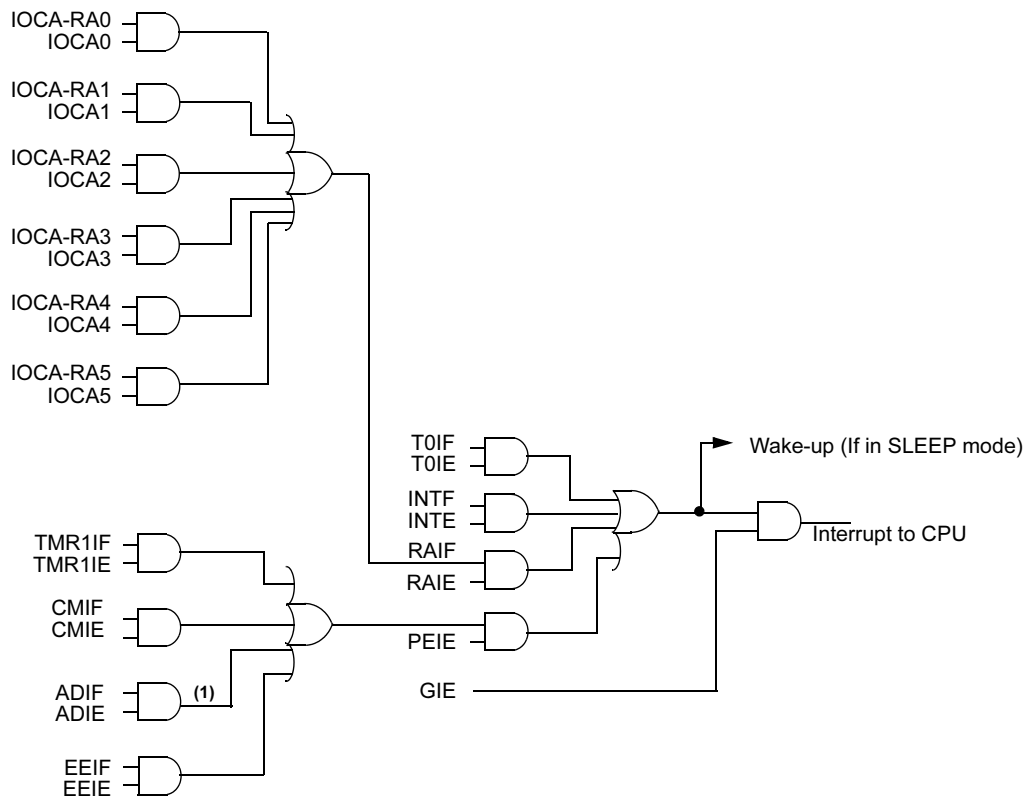 IOCA-RA0
IOCA0
IOCA-RA1
IOCA1
IOCA-RA2
IOCA2
IOCA-RA3
IOCA3
IOCA-RA4
IOCA4
IOCA-RA5
IOCA5
T0IF
T0IE
Wake-up (If in SLEEP mode)
INTF
INTE
Interrupt to CPU
RAIF
RAIE
TMR1IF
TMR1IE
CMIF
CMIE
PEIE
ADIF
ADIE
(1)
GIE
EEIF
EEIE